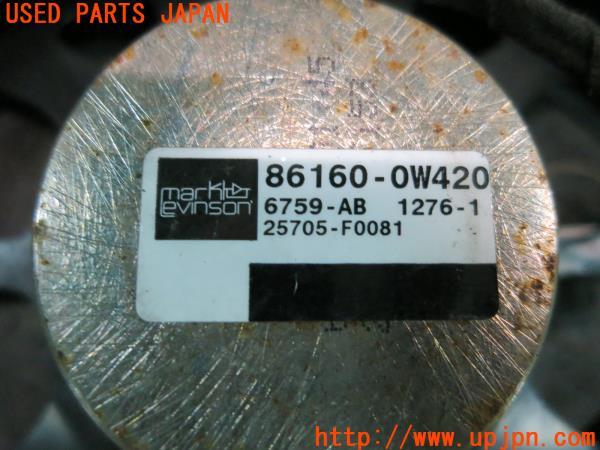 USED PARTS JAPAN
mark
levinson
86160-0W420
6759-AB 1276-1
25705-F0081
http://www.upjpn.com